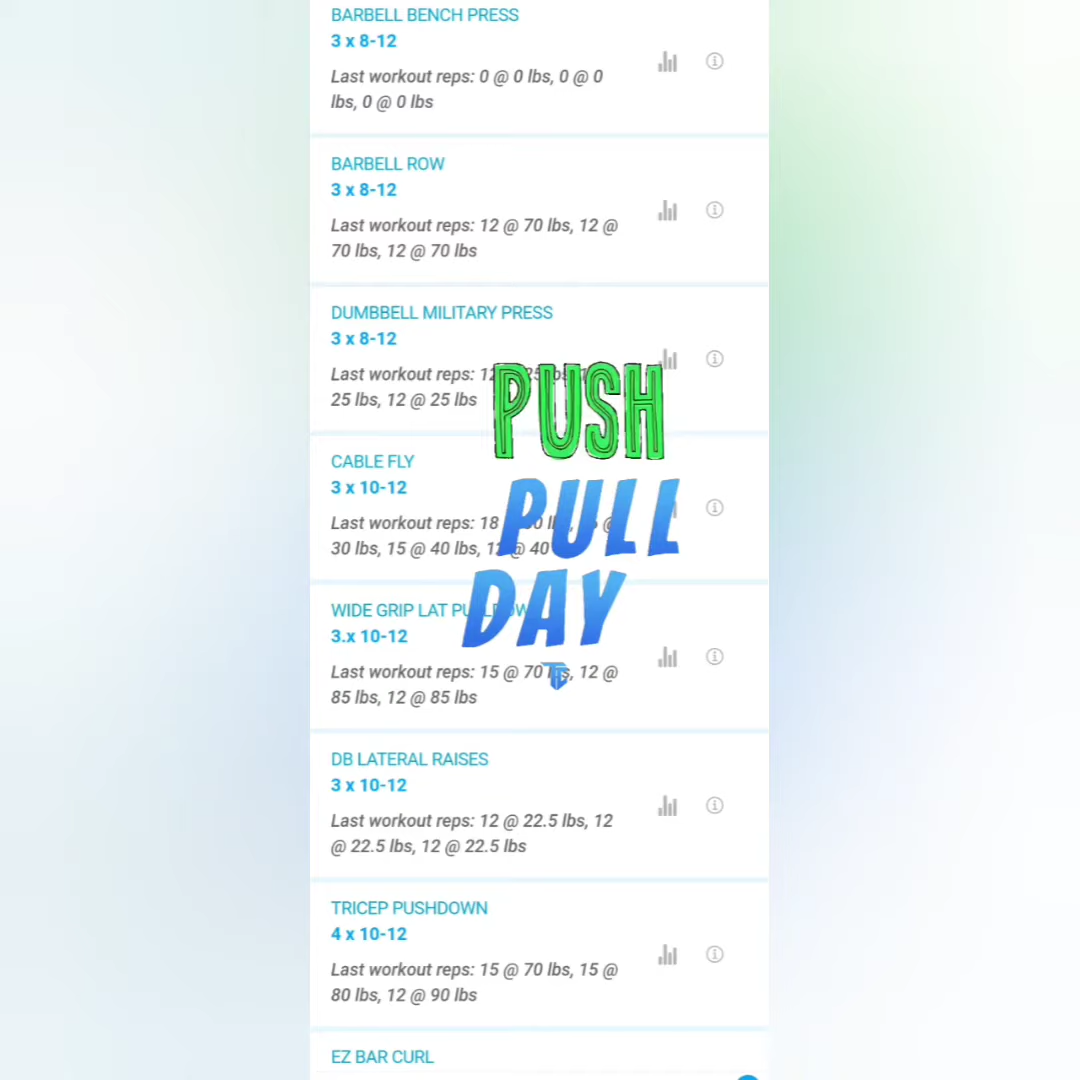 BARBELL BENCH PRESS
3 x 8-12
Last workout reps: 0 @ 0 lbs, 0 @ 0
lbs, 0 @ 0 lbs
BARBELL ROW
3 x 8-12
Last workout reps: 12 @ 70 lbs, 12 @
70 lbs, 12 @ 70 lbs
DUMBBELL MILITARY PRESS
3 x 8-12
Last workout reps:
25 lbs, 12 @ 25 lbs
PUSH
CABLE FLY
3 x 10-12
Last workout reps: 18
30 lbs, 15 @ 40 lbs, @ 40
PULL
DAY
WIDE GRIP LAT
3.x 10-12
Last workout reps: 15 @ 70 lbs, 12 @
85 lbs, 12 @ 85 lbs
DB LATERAL RAISES
3 x 10-12
Last workout reps: 12 @ 22.5 lbs, 12
@ 22.5 lbs, 12 @ 22.5 lbs
TRICEP PUSHDOWN
4 x 10-12
Last workout reps: 15 @ 70 lbs, 15 @
80 lbs, 12 @ 90 lbs
EZ BAR CURL